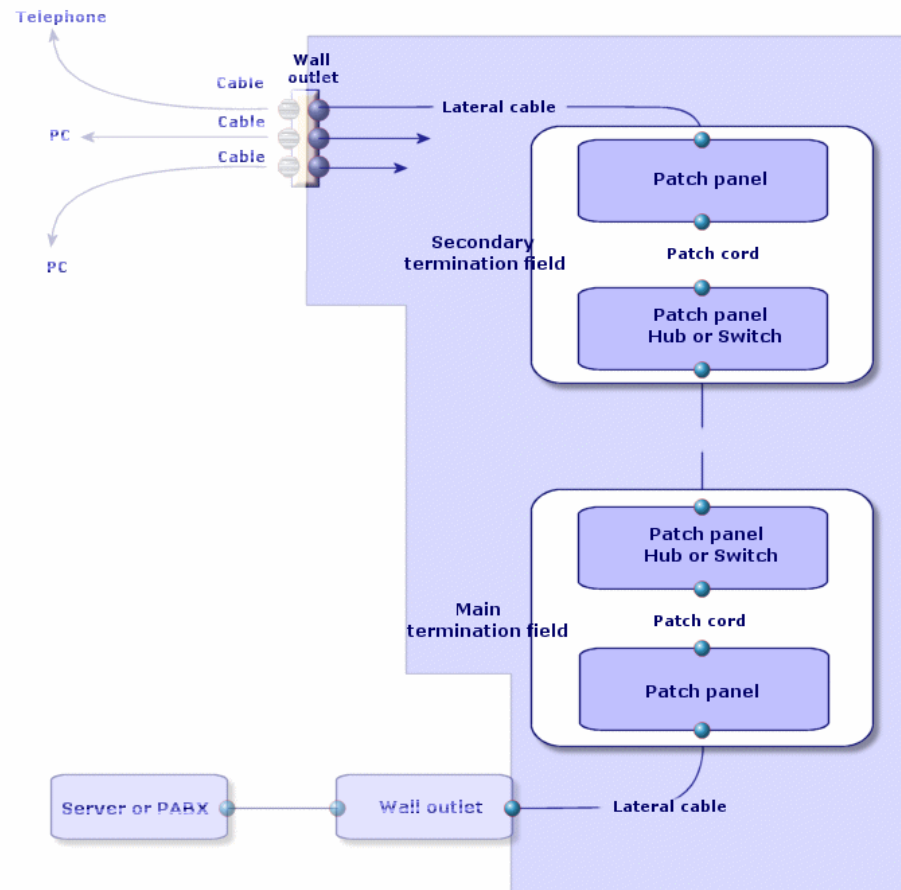 Telephone
Wall
outlet
Cable
Lateral cable
Cable
PC
Cable
Patch panel
Secondary
termination field
Patch cord
PC
Patch panel
Hub or Switch
Patch panel
Hub or Switch
Main
termination field
Patch cord
Patch panel
Server or PABX
Wall outlet
Lateral cable